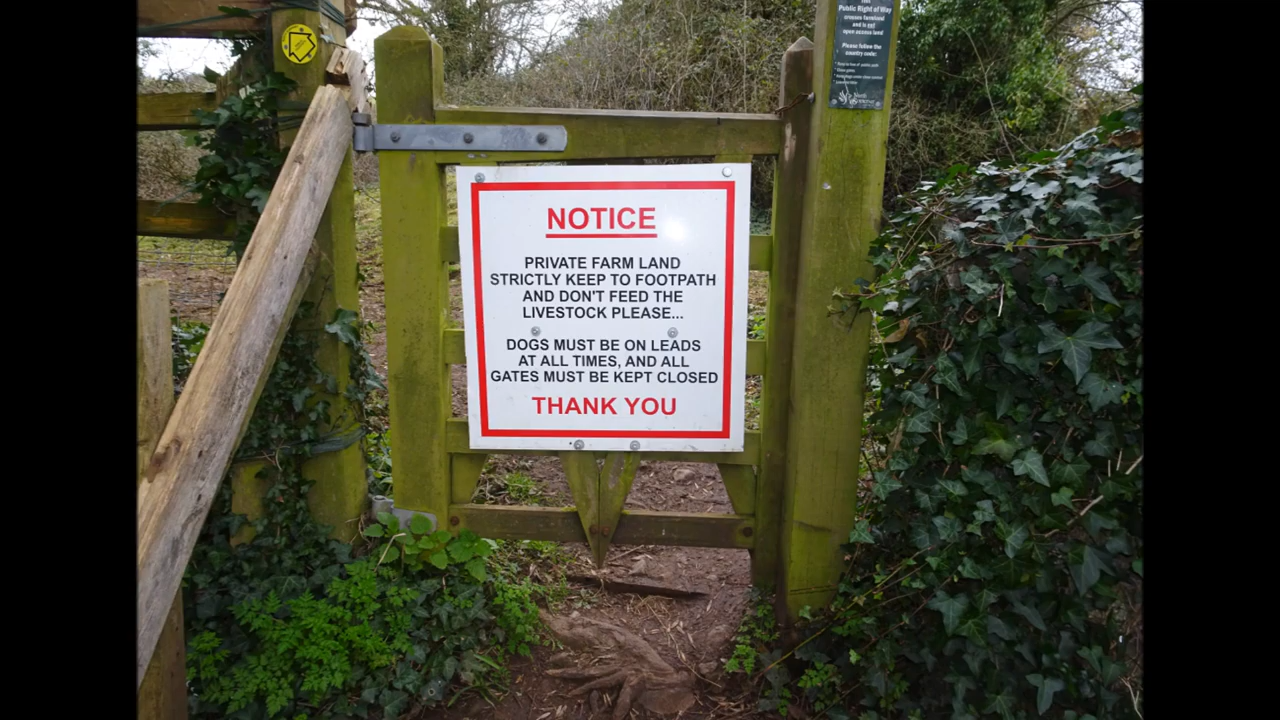 Public Right of Way
crosses farmland
and is not
open access land
Please follow the
country code:
NOTICE
PRIVATE FARM LAND
STRICTLY KEEP TO FOOTPATH
AND DON'T FEED THE
LIVESTOCK PLEASE...
DOGS MUST BE ON LEADS
AT ALL TIMES, AND ALL
GATES MUST BE KEPT CLOSED
THANK YOU